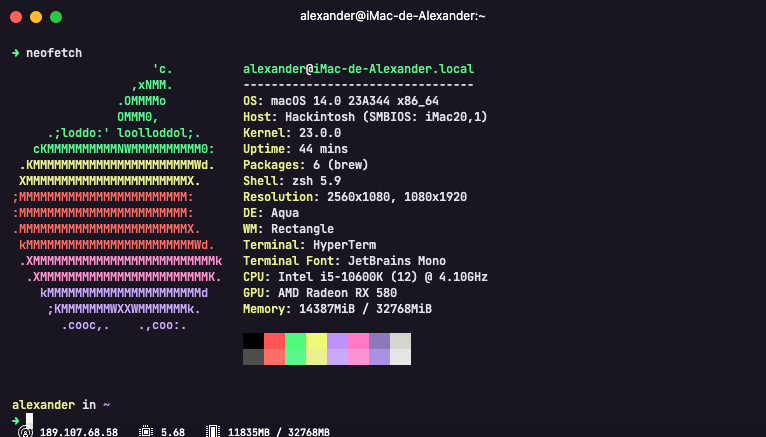 alexander@iMac-de-Alexander:~
➜ neofetch
'c.
,xNMM.
.OMMMMo
OMMM0,
.;loddo:' loolloddol;.
cKMMMMMMMMMMNWMMMMMMMMMM0:
.KMMMMMMMMMMMMMMMMMMMMMMMWd.
XMMMMMMMMMMMMMMMMMMMMMMMX.
;MMMMMMMMMMMMMMMMMMMMMMMM:
:MMMMMMMMMMMMMMMMMMMMMMMM:
.MMMMMMMMMMMMMMMMMMMMMMMMX.
kMMMMMMMMMMMMMMMMMMMMMMMMWd.
.XMMMMMMMMMMMMMMMMMMMMMMMMMMk
.XMMMMMMMMMMMMMMMMMMMMMMMMK.
kMMMMMMMMMMMMMMMMMMMMMMd
;KMMMMMMMWXXWMMMMMMMk.
.cooc,. .,coo:.
alexander@iMac-de-Alexander.local
---------------------------------
OS: macOS 14.0 23A344 x86_64
Host: Hackintosh (SMBIOS: iMac20,1)
Kernel: 23.0.0
Uptime: 44 mins
Packages: 6 (brew)
Shell: zsh 5.9
Resolution: 2560x1080, 1080x1920
DE: Aqua
WM: Rectangle
Terminal: HyperTerm
Terminal Font: JetBrains Mono
CPU: Intel i5-10600K (12) @ 4.10GHz
GPU: AMD Radeon RX 580
Memory: 14387MiB / 32768MiB
alexander in ~
➜
189.107.68.58 5.68 11835MB / 32768MB